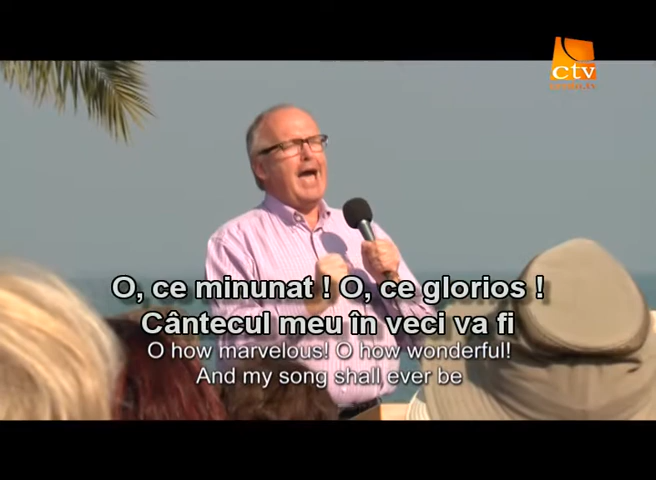 ctv
O, ce minunat ! O, ce glorios !
Cântecul meu în veci va fi
O how marvelous! O how wonderful!
And my song shall ever be